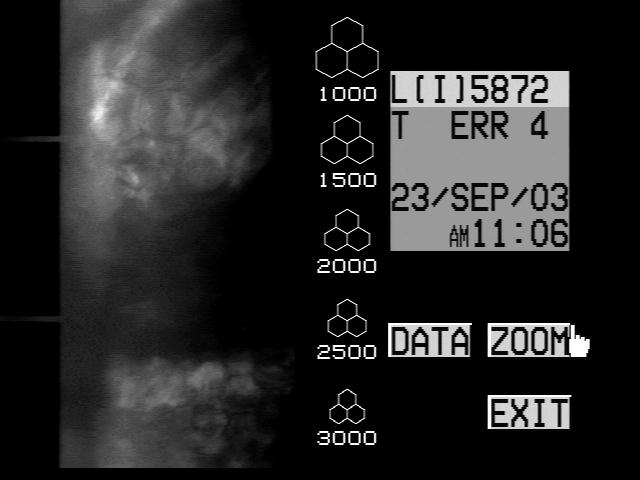 1000
1500
2000
2500
3000
L(I)5872
T ERR 4
23/SEP/03
AM11:06
DATA ZOOM
EXIT